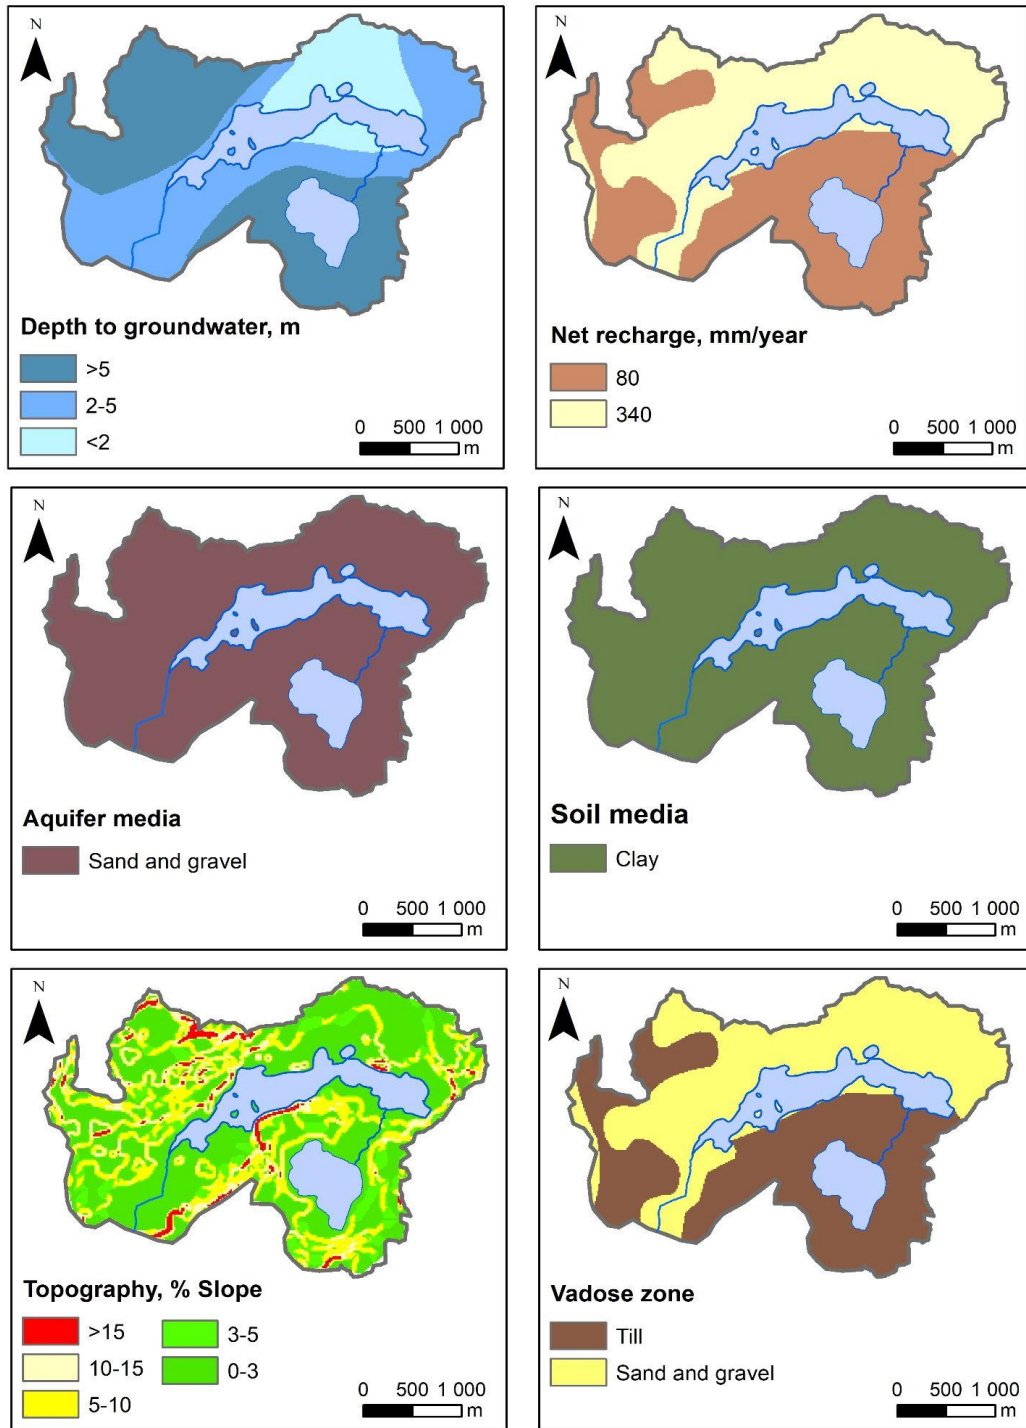 N
Depth to groundwater, m
>5
2-5
<2
0 500 1 000
m
N
Net recharge, mm/year
80
340
0 500 1 000
m
N
Aquifer media
Sand and gravel
0 500 1 000
m
N
Soil media
Clay
0 500 1 000
m
N
Topography, % Slope
>15
3-5
10-15
0-3
5-10
0 500 1 000
m
N
Vadose zone
Till
Sand and gravel
0 500 1 000
m